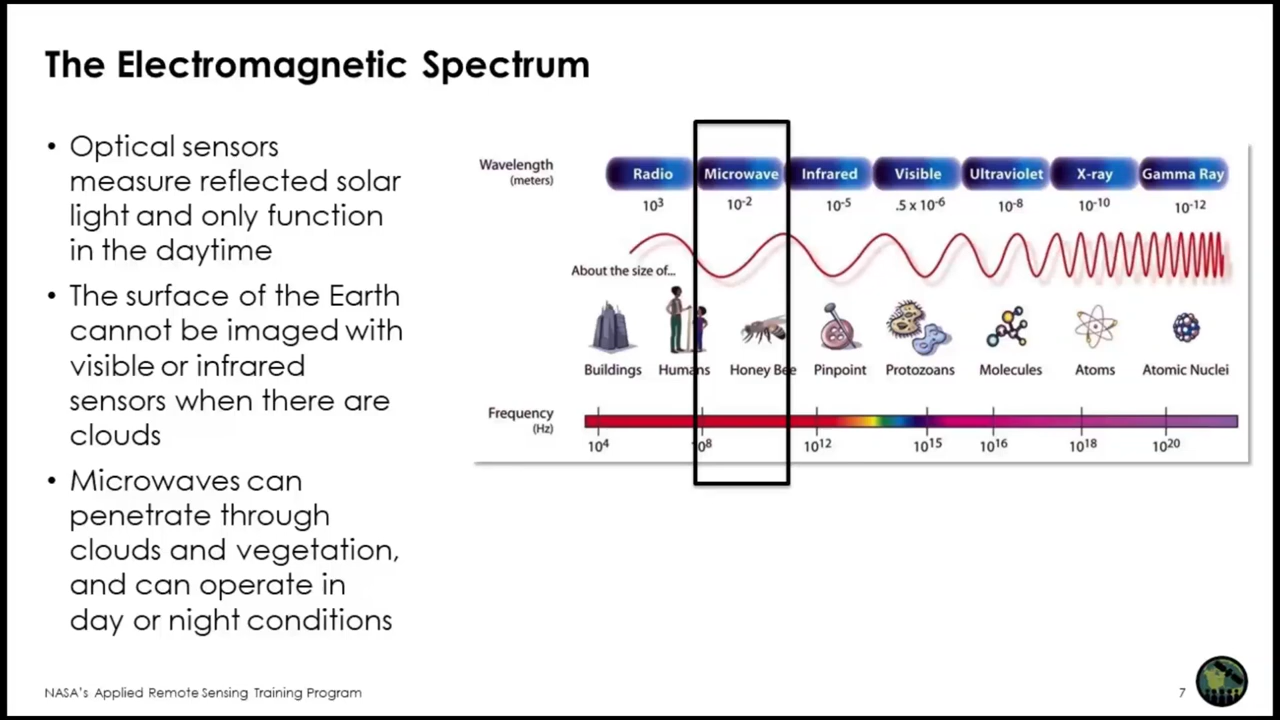 The Electromagnetic Spectrum
• Optical sensors
measure reflected solar
light and only function
in the daytime
• The surface of the Earth
cannot be imaged with
visible or infrared
sensors when there are
clouds
• Microwaves can
penetrate through
clouds and vegetation,
and can operate in
day or night conditions
Wavelength
(meters)
Radio Microwave Infrared Visible Ultraviolet X-ray Gamma Ray
10³ 10⁻² 10⁻⁵ .5 x 10⁻⁶ 10⁻⁸ 10⁻¹⁰ 10⁻¹²
About the size of...
Buildings Humans Honey Bee Pinpoint Protozoans Molecules Atoms Atomic Nuclei
Frequency
(Hz)
10⁴ 10⁸ 10¹² 10¹⁵ 10¹⁶ 10¹⁸ 10²⁰
NASA's Applied Remote Sensing Training Program
7